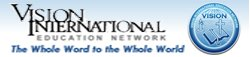 VISION
INTERNATIONAL
EDUCATION NETWORK
The Whole Word to the Whole World
VISION